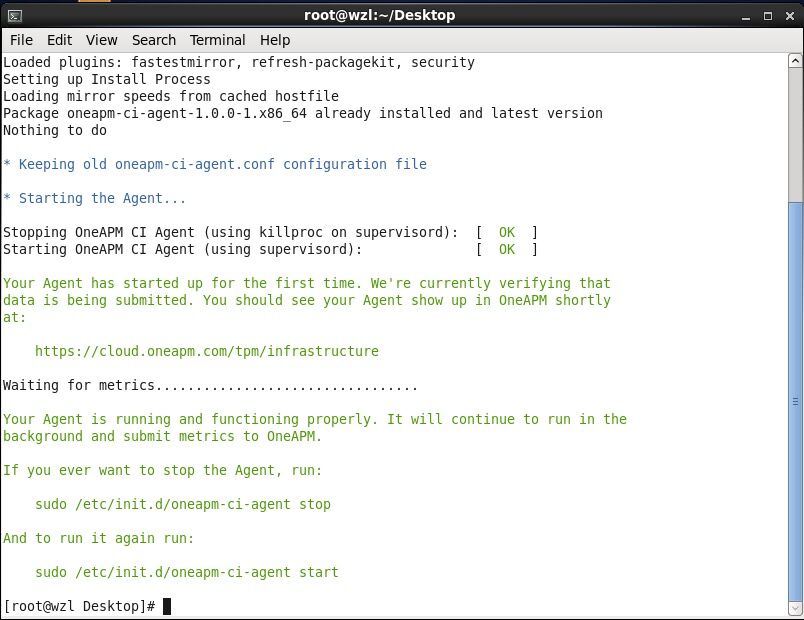 root@wzl:~/Desktop
File Edit View Search Terminal Help
Loaded plugins: fastestmirror, refresh-packagekit, security
Setting up Install Process
Loading mirror speeds from cached hostfile
Package oneapm-ci-agent-1.0.0-1.x86_64 already installed and latest version
Nothing to do
* Keeping old oneapm-ci-agent.conf configuration file
* Starting the Agent...
Stopping OneAPM CI Agent (using killproc on supervisord):  [  OK  ]
Starting OneAPM CI Agent (using supervisord):              [  OK  ]
Your Agent has started up for the first time. We're currently verifying that
data is being submitted. You should see your Agent show up in OneAPM shortly
at:
https://cloud.oneapm.com/tpm/infrastructure
Waiting for metrics.................................
Your Agent is running and functioning properly. It will continue to run in the
background and submit metrics to OneAPM.
If you ever want to stop the Agent, run:
sudo /etc/init.d/oneapm-ci-agent stop
And to run it again run:
sudo /etc/init.d/oneapm-ci-agent start
[root@wzl Desktop]#